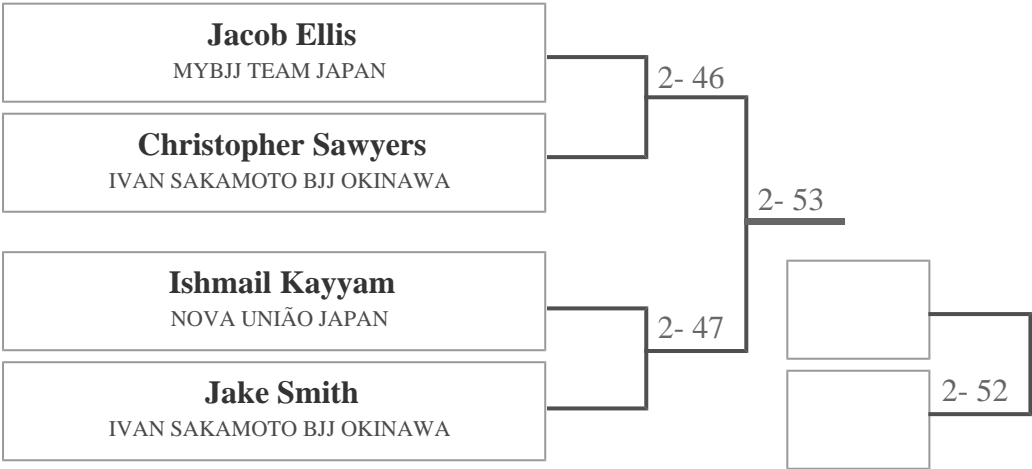 Jacob Ellis
MYBJJ TEAM JAPAN
2- 46
Christopher Sawyers
IVAN SAKAMOTO BJJ OKINAWA
2- 53
Ishmail Kayyam
NOVA UNIÃO JAPAN
2- 47
Jake Smith
IVAN SAKAMOTO BJJ OKINAWA
2- 52